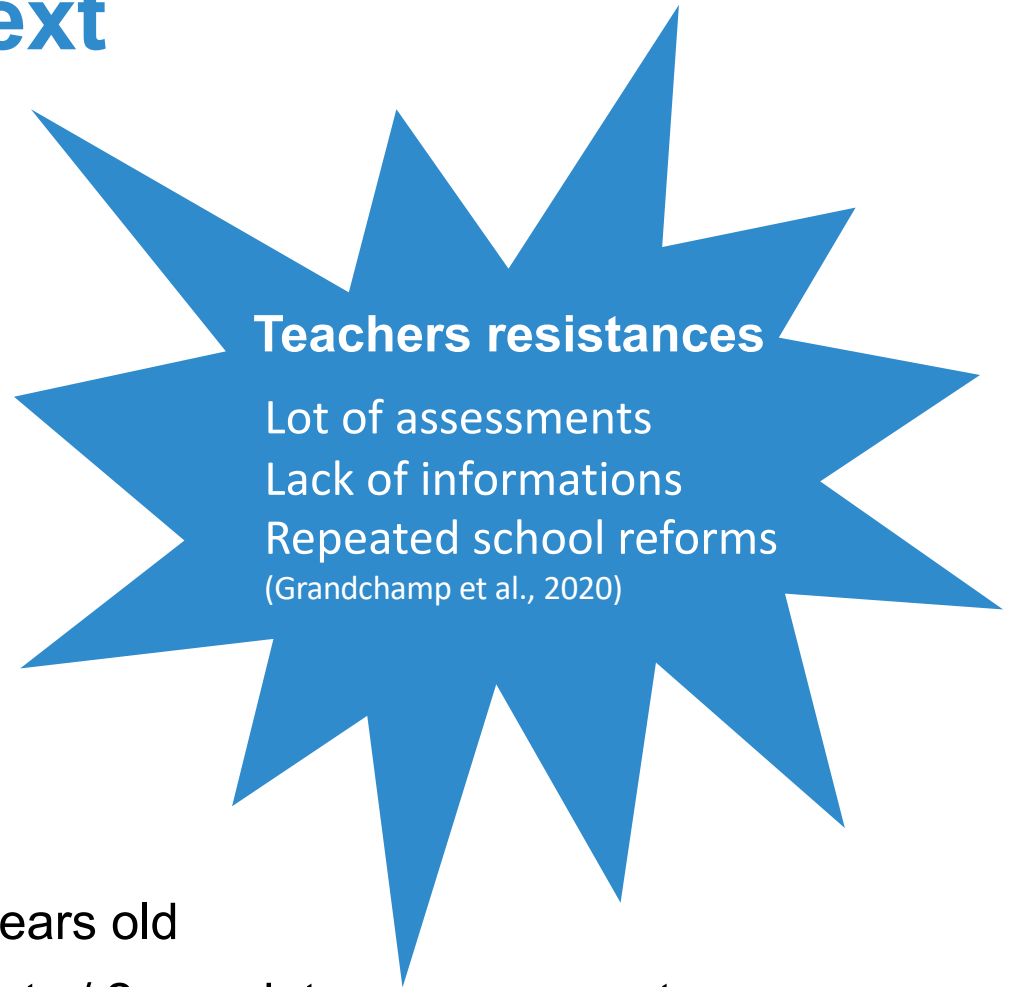 ext
Teachers resistances
Lot of assessments
Lack of informations
Repeated school reforms
(Grandchamp et al., 2020)
ears old